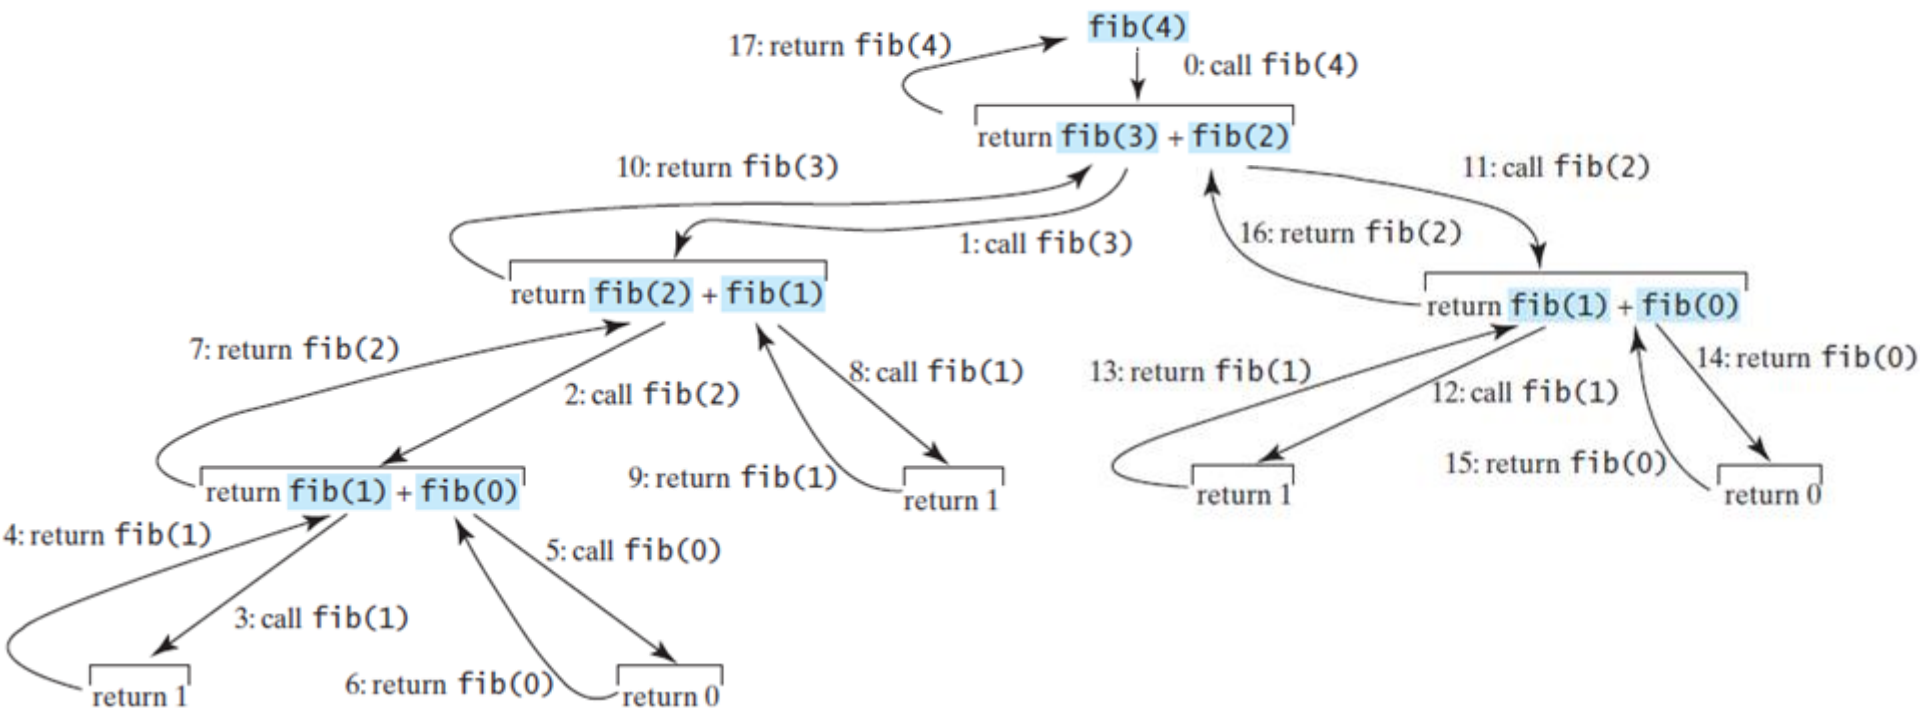 fib(4)
17: return fib(4)
0: call fib(4)
return fib(3) + fib(2)
10: return fib(3)
11: call fib(2)
1: call fib(3)
16: return fib(2)
return fib(2) + fib(1)
return fib(1) + fib(0)
7: return fib(2)
8: call fib(1)
13: return fib(1)
14: return fib(0)
2: call fib(2)
12: call fib(1)
9: return fib(1)
15: return fib(0)
return fib(1) + fib(0)
return 1
return 1
return 0
4: return fib(1)
5: call fib(0)
3: call fib(1)
6: return fib(0)
return 1
return 0